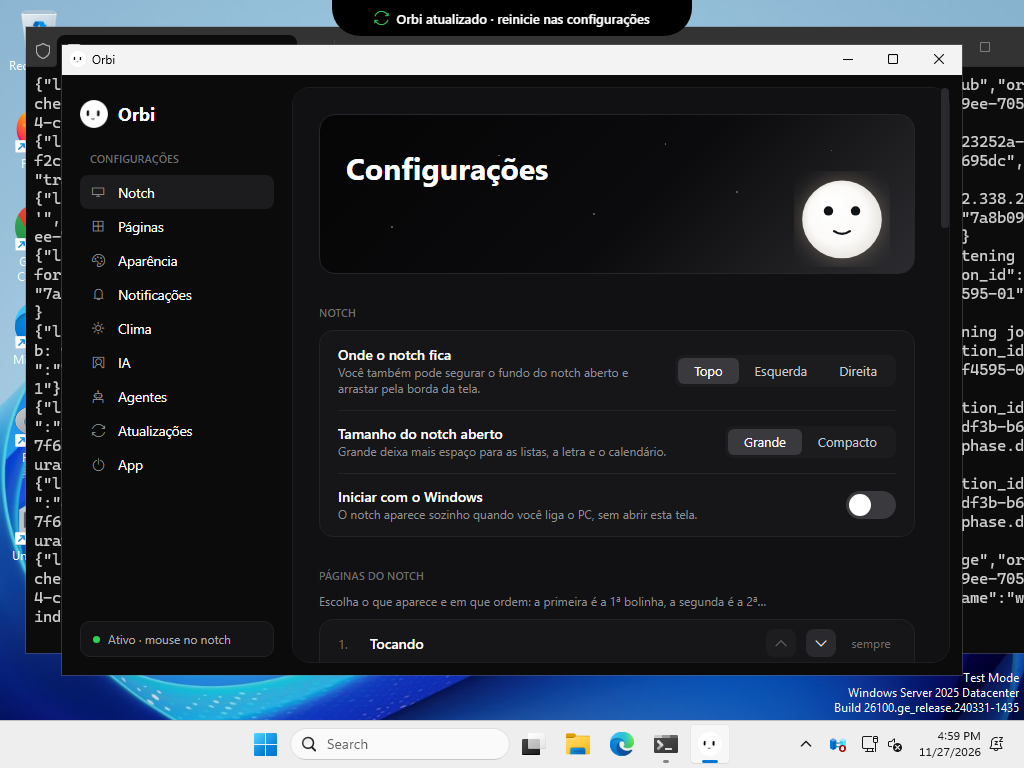 Orbi atualizado · reinicie nas configurações
Orbi
Orbi
CONFIGURAÇÕES
Notch
Páginas
Aparência
Notificações
Clima
IA
Agentes
Atualizações
App
Ativo · mouse no notch
Configurações
NOTCH
Onde o notch fica
Você também pode segurar o fundo do notch aberto e
arrastar pela borda da tela.
Topo
Esquerda
Direita
Tamanho do notch aberto
Grande deixa mais espaço para as listas, a letra e o calendário.
Grande
Compacto
Iniciar com o Windows
O notch aparece sozinho quando você liga o PC, sem abrir esta tela.
PÁGINAS DO NOTCH
Escolha o que aparece e em que ordem: a primeira é a 1ª bolinha, a segunda é a 2ª...
1.
Tocando
sempre
Test Mode
Windows Server 2025 Datacenter
Build 26100.ge_release.240331-1435
Search
4:59 PM
11/27/2026